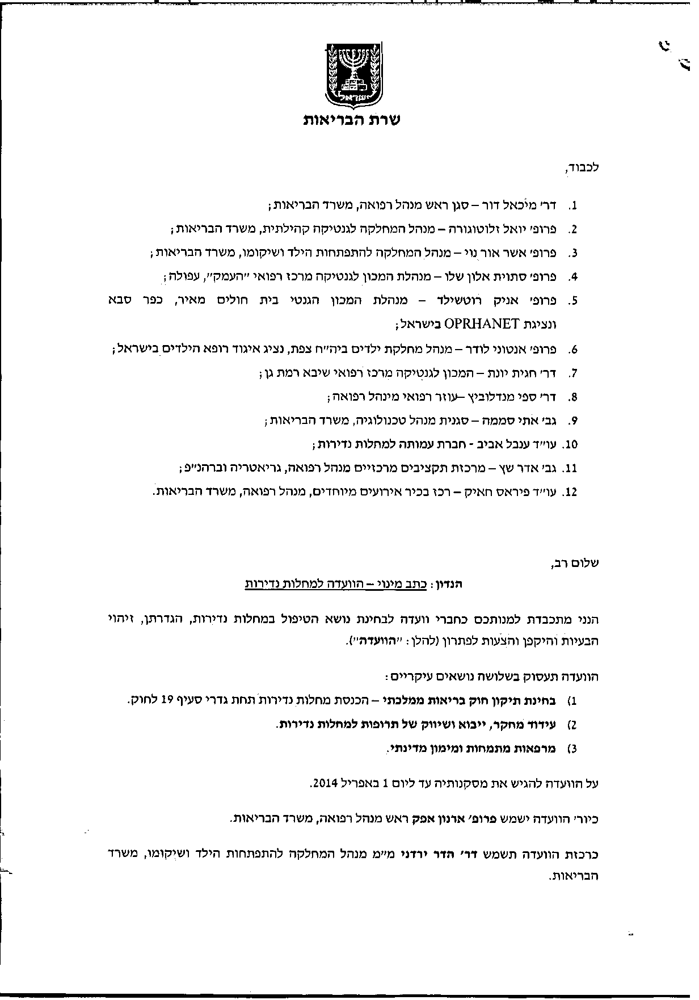 ישראל
שרת הבריאות
לכבוד,
1. דר׳ מיכאל דור – סגן ראש מנהל רפואה, משרד הבריאות;
2. פרופ׳ יואל זלוטוגורה – מנהל המחלקה לגנטיקה קהילתית, משרד הבריאות;
3. פרופ׳ אשר אור נוי – מנהל המחלקה להתפתחות הילד ושיקומו, משרד הבריאות;
4. פרופ׳ סתוית אלון שלו – מנהלת המכון לגנטיקה מרכז רפואי ״העמק״, עפולה;
5. פרופ׳ אניק רוטשילד – מנהלת המכון הגנטי בית חולים מאיר, כפר סבא
ונציגת OPRHANET בישראל;
6. פרופ׳ אנטוני לודר – מנהל מחלקת ילדים ביה״ח צפת, נציג איגוד רופא הילדים בישראל;
7. דר׳ חגית יונת – המכון לגנטיקה מרכז רפואי שיבא רמת גן;
8. דר׳ ספי מנדלוביץ –עוזר רפואי מינהל רפואה;
9. גב׳ אתי סממה – סגנית מנהל טכנולוגיה, משרד הבריאות;
10. עו״ד ענבל אביב - חברת עמותה למחלות נדירות;
11. גב׳ אדר שץ – מרכזת תקציבים מרכזיים מנהל רפואה, גריאטריה וברהנ״פ;
12. עו״ד פיראס חאיק – רכז בכיר אירועים מיוחדים, מנהל רפואה, משרד הבריאות.
שלום רב,
הנדון: כתב מינוי – הוועדה למחלות נדירות
הנני מתכבדת למנותכם כחברי וועדה לבחינת נושא הטיפול במחלות נדירות, הגדרתן, זיהוי
הבעיות והיקפן והצעות לפתרון (להלן: ״הוועדה״).
הוועדה תעסוק בשלושה נושאים עיקריים:
1) בחינת תיקון חוק בריאות ממלכתי – הכנסת מחלות נדירות תחת גדרי סעיף 19 לחוק.
2) עידוד מחקר, ייבוא ושיווק של תרופות למחלות נדירות.
3) מרפאות מתמחות ומימון מדינתי.
על הוועדה להגיש את מסקנותיה עד ליום 1 באפריל 2014.
כיור׳ הוועדה ישמש פרופ׳ ארנון אפק ראש מנהל רפואה, משרד הבריאות.
כרכזת הוועדה תשמש דר׳ הדר ירדני מ״מ מנהל המחלקה להתפתחות הילד ושיקומו, משרד
הבריאות.